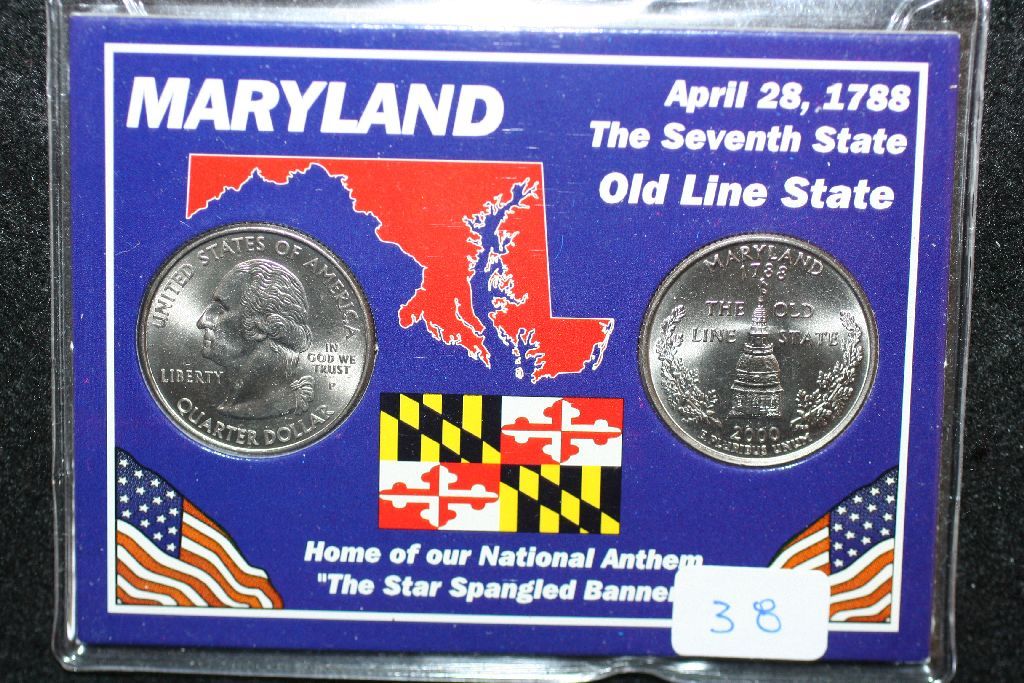 MARYLAND
April 28, 1788
The Seventh State
Old Line State
UNITED STATES OF AMERICA
IN
GOD WE
TRUST
P
LIBERTY
QUARTER DOLLAR
MARYLAND
1788
THE OLD
LINE STATE
2000
E PLURIBUS UNUM
Home of our National Anthem
"The Star Spangled Banner
38